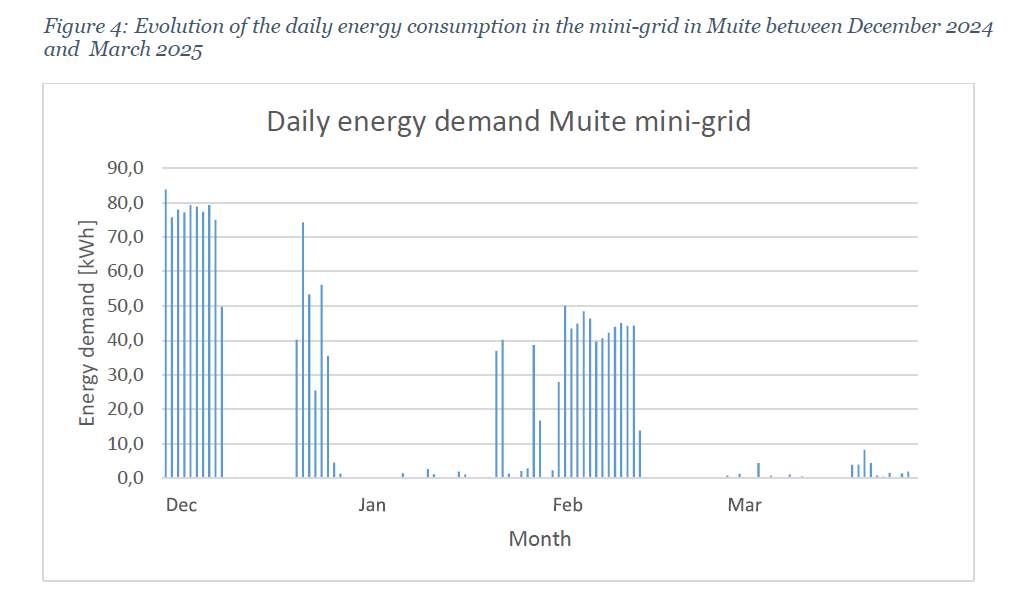 Figure 4: Evolution of the daily energy consumption in the mini-grid in Muite between December 2024
and  March 2025
Daily energy demand Muite mini-grid
90,0
80,0
70,0
60,0
50,0
40,0
30,0
20,0
10,0
0,0
Energy demand [kWh]
Dec
Jan
Feb
Mar
Month